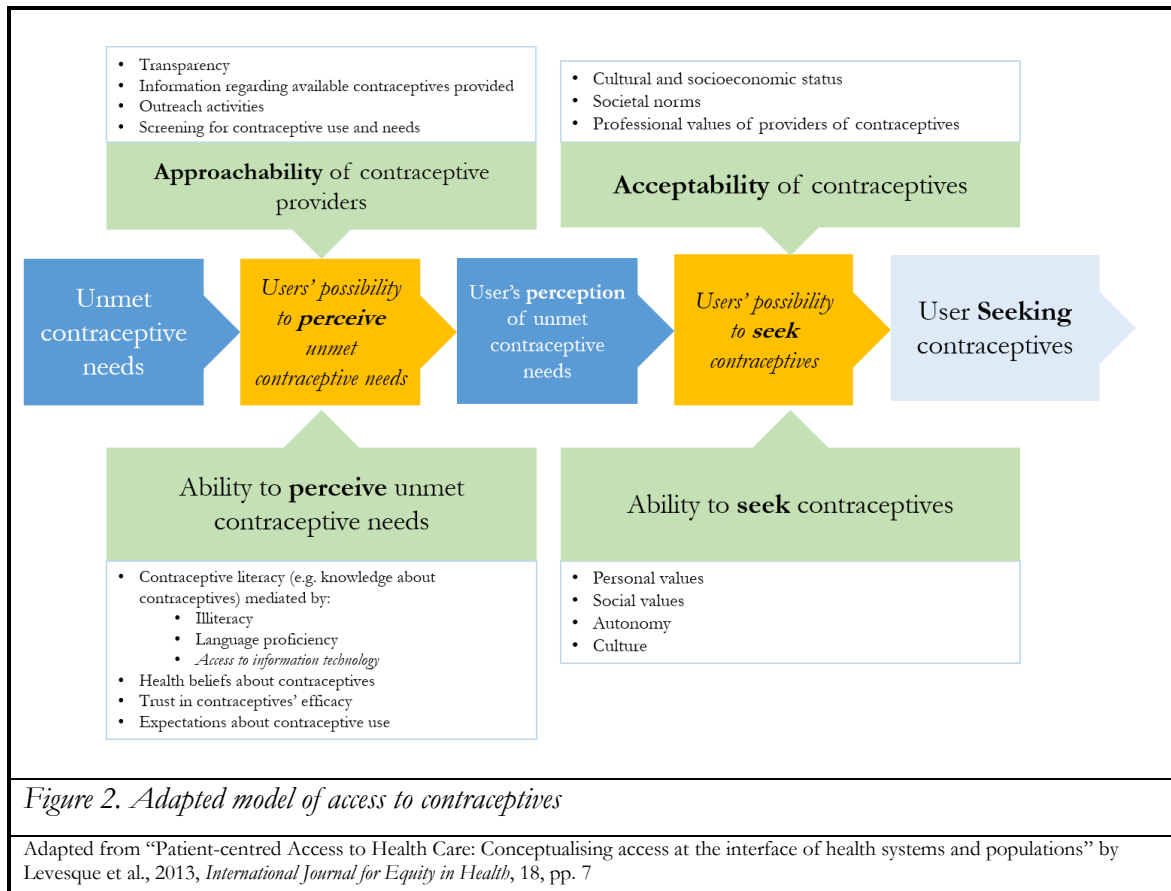 • Transparency
• Information regarding available contraceptives provided
• Outreach activities
• Screening for contraceptive use and needs
Approachability of contraceptive
providers
• Cultural and socioeconomic status
• Societal norms
• Professional values of providers of contraceptives
Acceptability of contraceptives
Unmet
contraceptive
needs
Users’ possibility
to perceive
unmet
contraceptive needs
User’s perception
of unmet
contraceptive
needs
Users’ possibility
to seek
contraceptives
User Seeking
contraceptives
Ability to perceive unmet
contraceptive needs
• Contraceptive literacy (e.g. knowledge about
contraceptives) mediated by:
• Illiteracy
• Language proficiency
• Access to information technology
• Health beliefs about contraceptives
• Trust in contraceptives’ efficacy
• Expectations about contraceptive use
Ability to seek contraceptives
• Personal values
• Social values
• Autonomy
• Culture
Figure 2. Adapted model of access to contraceptives
Adapted from “Patient-centred Access to Health Care: Conceptualising access at the interface of health systems and populations” by
Levesque et al., 2013, International Journal for Equity in Health, 18, pp. 7